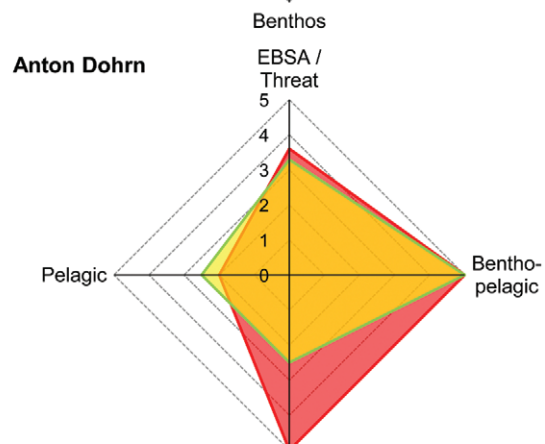 Benthos
EBSA /
Threat
Anton Dohrn
5
4
3
2
1
0
Pelagic
Bentho-
pelagic